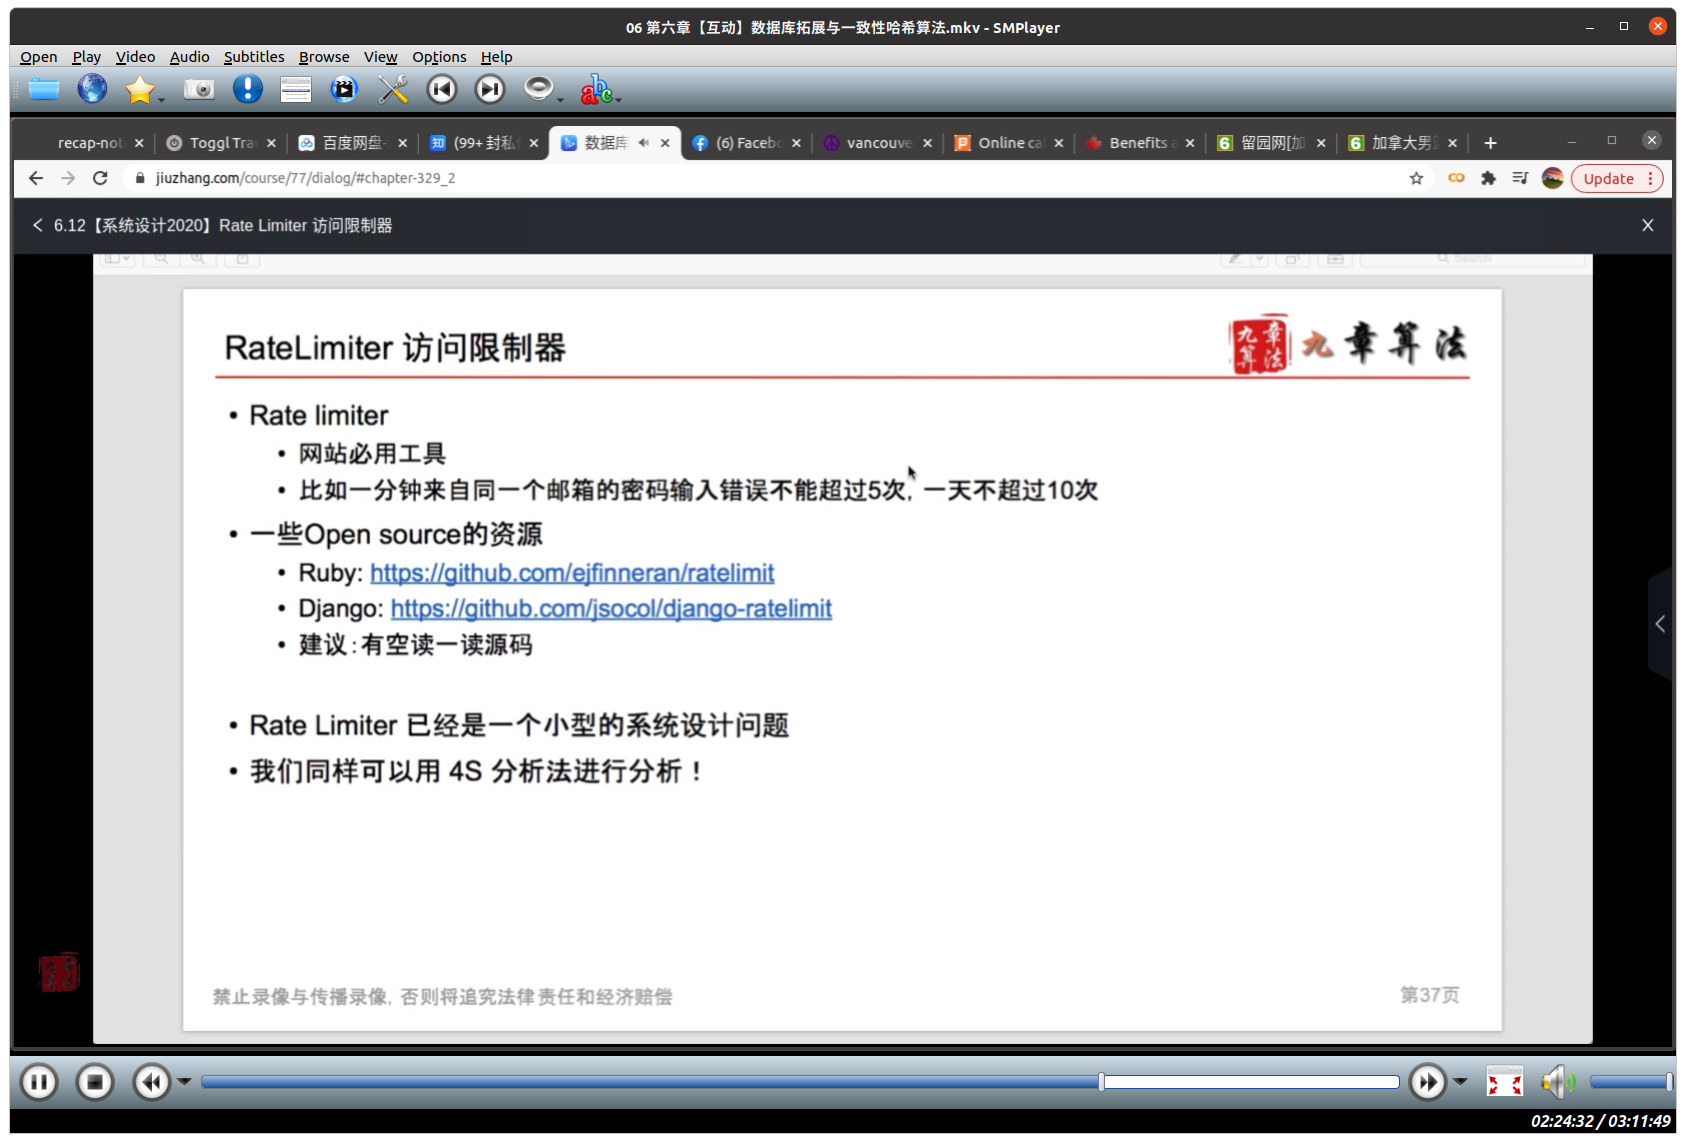 06 第六章【互动】数据库拓展与一致性哈希算法.mkv - SMPlayer
Open Play Video Audio Subtitles Browse View Options Help
abc
recap-not Toggl Tra 百度网盘- 知 (99+ 封私 数据库 (6) Facebo vancouve Online ca Benefits a 6 留园网[加 6 加拿大男
jiuzhang.com/course/77/dialog/#chapter-329_2 Update
6.12【系统设计2020】Rate Limiter 访问限制器
Search
RateLimiter 访问限制器
九章算法 九章算法
• Rate limiter
• 网站必用工具
• 比如一分钟来自同一个邮箱的密码输入错误不能超过5次, 一天不超过10次
• 一些Open source的资源
• Ruby: https://github.com/ejfinneran/ratelimit
• Django: https://github.com/jsocol/django-ratelimit
• 建议:有空读一读源码
• Rate Limiter 已经是一个小型的系统设计问题
• 我们同样可以用 4S 分析法进行分析！
禁止录像与传播录像, 否则将追究法律责任和经济赔偿
第37页
02:24:32 / 03:11:49